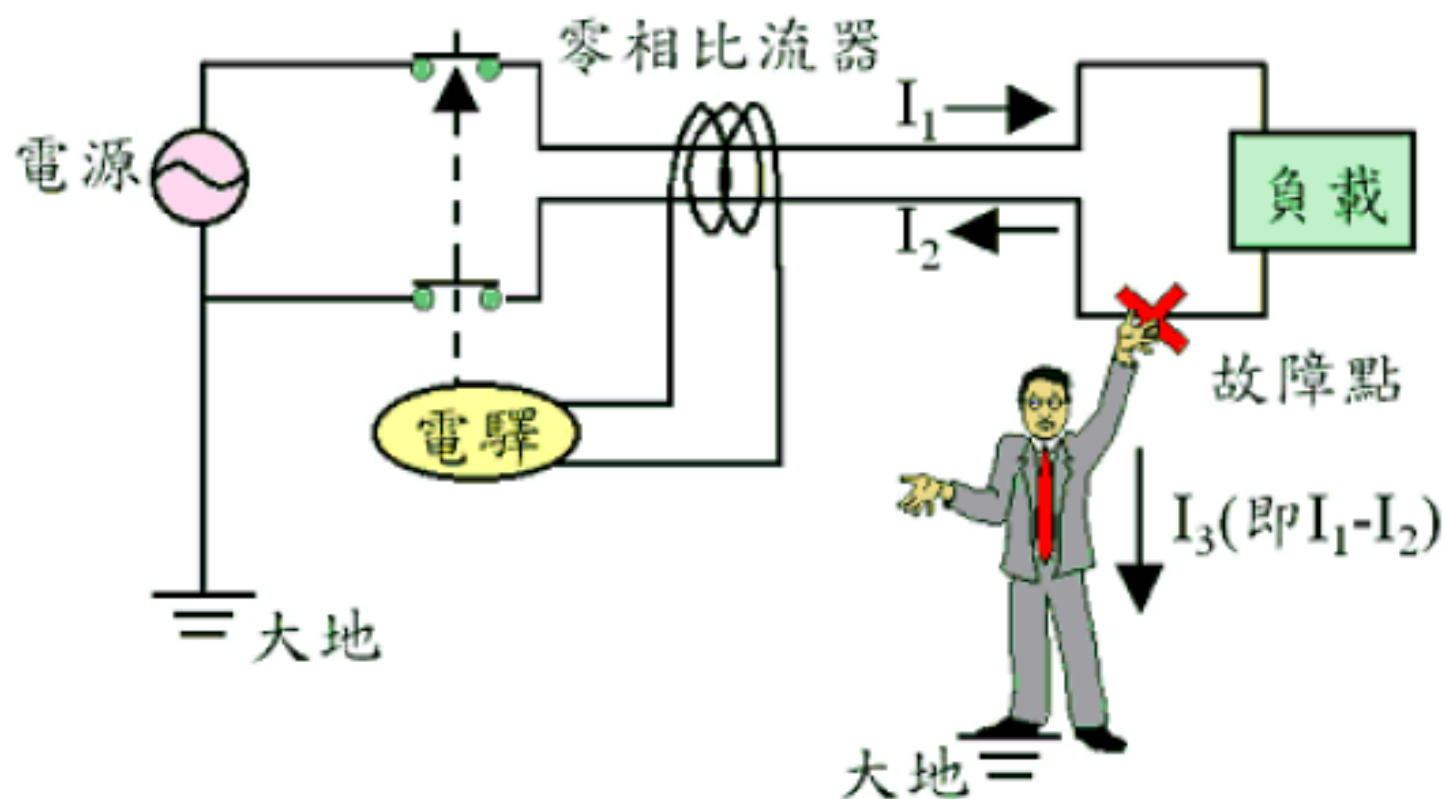 零相比流器
I₁
電源
負載
I₂
故障點
電驛
I₃(即I₁-I₂)
大地
大地